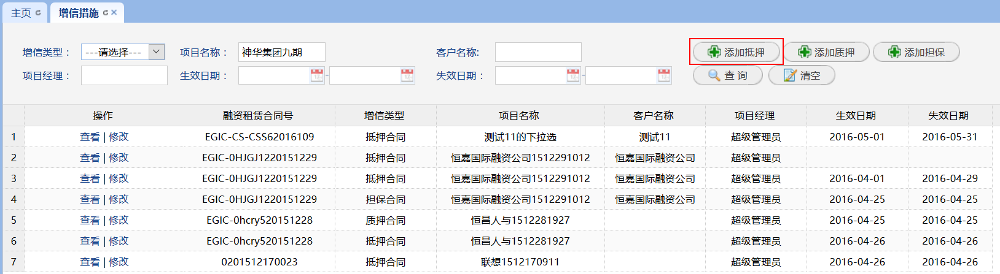 主页 增信措施
增信类型： ---请选择--- 项目名称： 神华集团九期 客户名称: 添加抵押 添加质押 添加担保
项目经理： 生效日期： - 失效日期： - 查 询 清空
操作 融资租赁合同号 增信类型 项目名称 客户名称 项目经理 生效日期 失效日期
1 查看 | 修改 EGIC-CS-CSS62016109 抵押合同 测试11的下拉选 测试11 超级管理员 2016-05-01 2016-05-31
2 查看 | 修改 EGIC-0HJGJ1220151229 抵押合同 恒嘉国际融资公司1512291012 恒嘉国际融资公司 超级管理员
3 查看 | 修改 EGIC-0HJGJ1220151229 抵押合同 恒嘉国际融资公司1512291012 恒嘉国际融资公司 超级管理员 2016-04-01 2016-04-29
4 查看 | 修改 EGIC-0HJGJ1220151229 担保合同 恒嘉国际融资公司1512291012 恒嘉国际融资公司 超级管理员 2016-04-25 2016-04-25
5 查看 | 修改 EGIC-0hcry520151228 质押合同 恒昌人与1512281927 超级管理员 2016-04-25 2016-04-25
6 查看 | 修改 EGIC-0hcry520151228 抵押合同 恒昌人与1512281927 超级管理员 2016-04-26 2016-04-26
7 查看 | 修改 0201512170023 抵押合同 联想1512170911 超级管理员 2016-04-26 2016-04-26